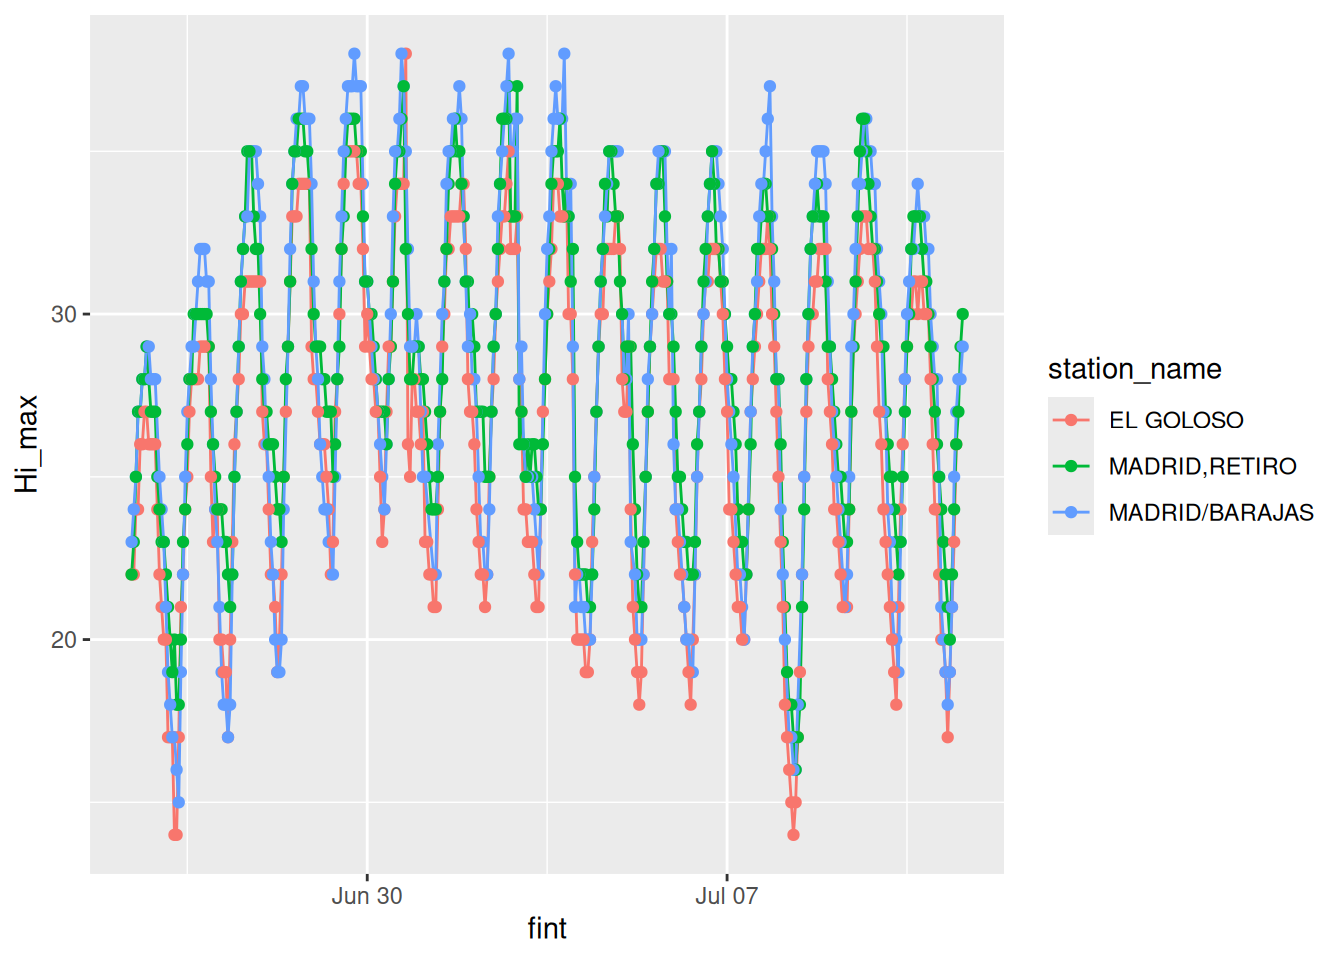 Hi_max
30
20
Jun 30
Jul 07
fint
station_name
EL GOLOSO
MADRID,RETIRO
MADRID/BARAJAS